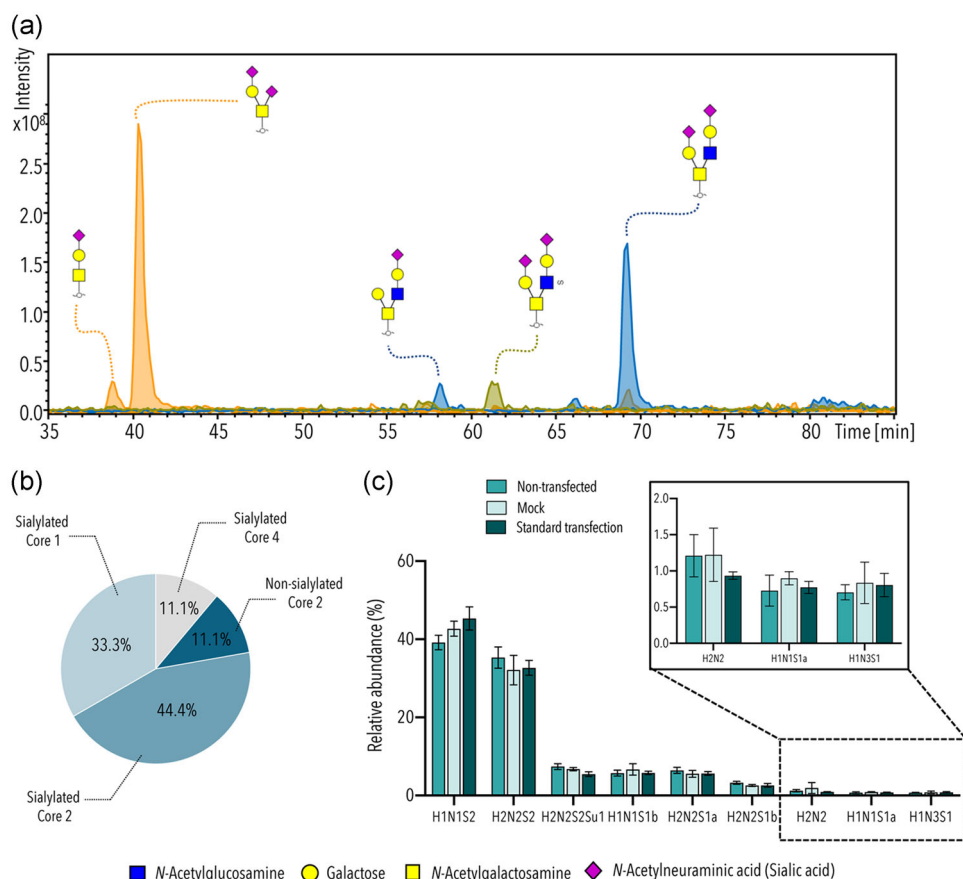 (a)
Intensity
x10⁸
2.5
2.0
1.5
1.0
0.5
0.0
S
35
40
45
50
55
60
65
70
75
80
Time [min]
(b)
Sialylated
Core 1
Sialylated
Core 4
Non-sialylated
Core 2
33.3%
11.1%
11.1%
44.4%
Sialylated
Core 2
(c)
Non-transfected
Mock
Standard transfection
Relative abundance (%)
60
40
20
0
H1N1S2
H2N2S2
H2N2S2Su1
H1N1S1b
H2N2S1a
H2N2S1b
H2N2
H1N1S1a
H1N3S1
2.0
1.5
1.0
0.5
0.0
H2N2
H1N1S1a
H1N3S1
N-Acetylglucosamine
Galactose
N-Acetylgalactosamine
N-Acetylneuraminic acid (Sialic acid)